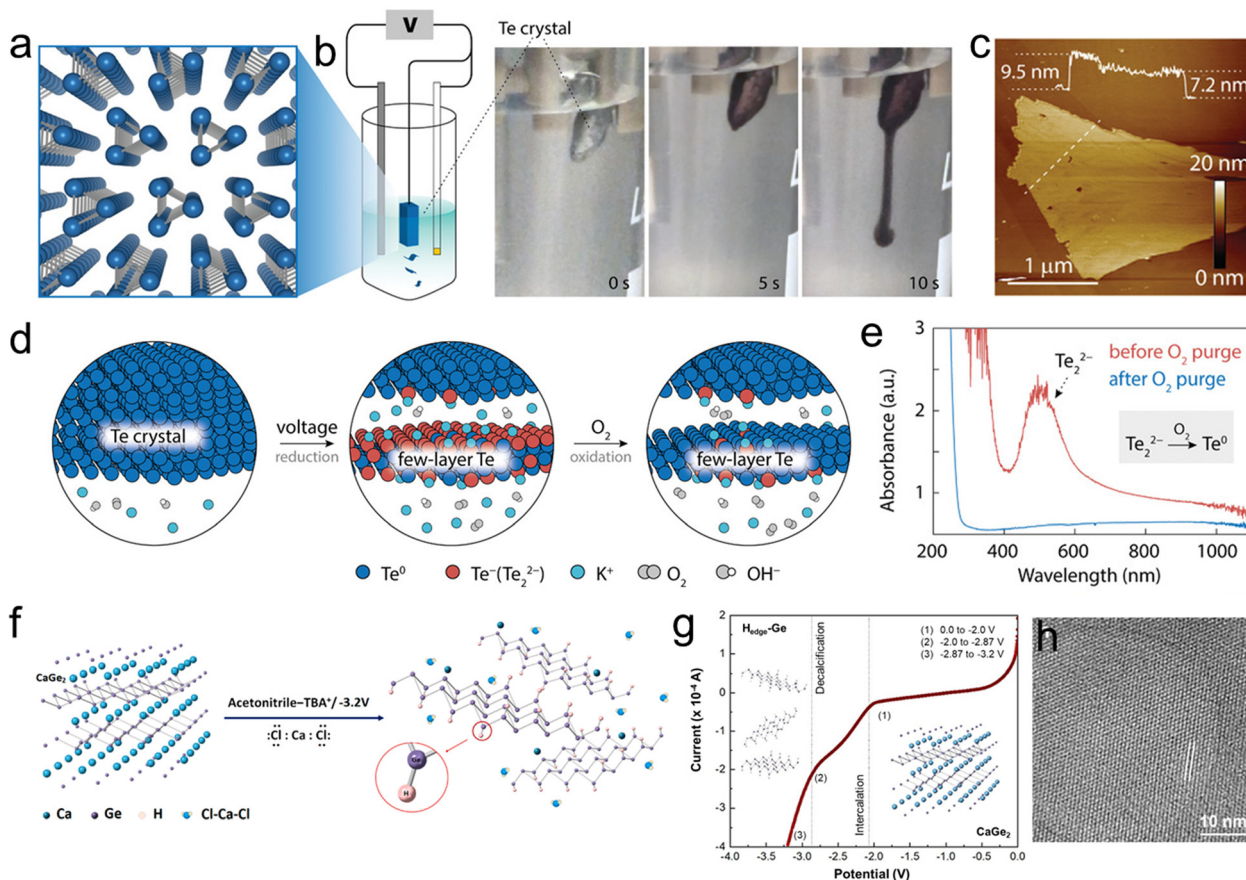 a
b
V
Te crystal
0 s
5 s
10 s
c
9.5 nm
7.2 nm
20 nm
0 nm
1 μm
d
Te crystal
voltage
reduction
few-layer Te
O₂
oxidation
few-layer Te
Te⁰
Te⁻(Te₂²⁻)
K⁺
O₂
OH⁻
e
3
2
1
Absorbance (a.u.)
before O₂ purge
after O₂ purge
Te₂²⁻
Te₂²⁻ O₂ → Te⁰
200 400 600 800 1000
Wavelength (nm)
f
CaGe₂
Acetonitrile–TBA⁺/ -3.2V
:Cl : Ca : Cl:
Ge
H
Ca Ge H Cl-Ca-Cl
g
H_edge-Ge
Decalcification
(1) 0.0 to -2.0 V
(2) -2.0 to -2.87 V
(3) -2.87 to -3.2 V
Current (x 10⁻⁴ A)
1
0
-1
-2
-3
-4
(1)
(2)
(3)
Intercalation
CaGe₂
-4.0 -3.5 -3.0 -2.5 -2.0 -1.5 -1.0 -0.5 0.0
Potential (V)
h
10 nm